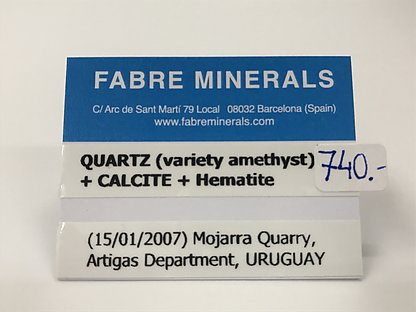 FABRE MINERALS
C/ Arc de Sant Martí 79 Local 08032 Barcelona (Spain)
www.fabreminerals.com
QUARTZ (variety amethyst) 740.-
+ CALCITE + Hematite
(15/01/2007) Mojarra Quarry,
Artigas Department, URUGUAY